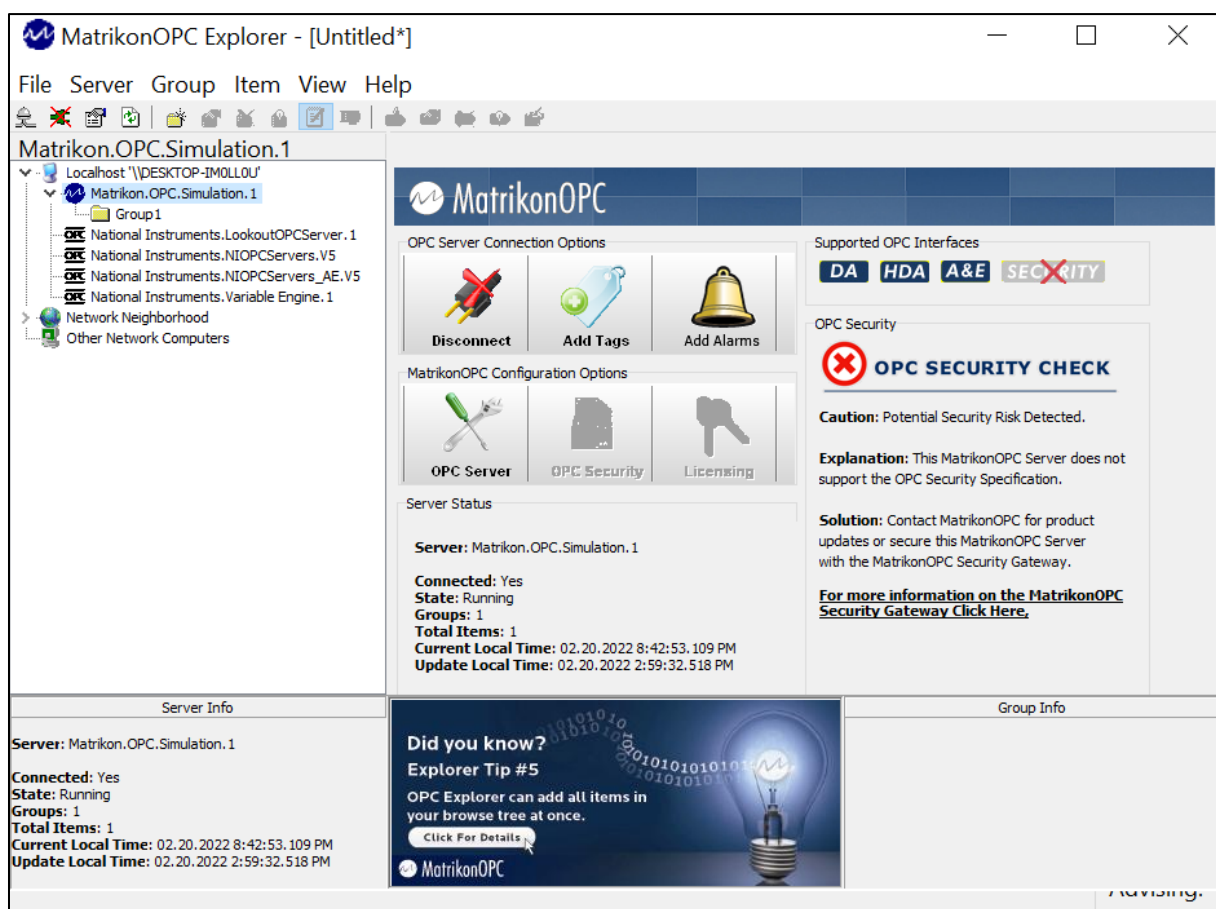 MatrikonOPC Explorer - [Untitled*]
File Server Group Item View Help
Matrikon.OPC.Simulation.1
Localhost '\\DESKTOP-IM0LL0U'
Matrikon.OPC.Simulation.1
Group1
National Instruments.LookoutOPCServer.1
National Instruments.NIOPCServers.V5
National Instruments.NIOPCServers_AE.V5
National Instruments.Variable Engine.1
Network Neighborhood
Other Network Computers
MatrikonOPC
OPC Server Connection Options
Disconnect Add Tags Add Alarms
MatrikonOPC Configuration Options
OPC Server OPC Security Licensing
Server Status
Server: Matrikon.OPC.Simulation.1
Connected: Yes
State: Running
Groups: 1
Total Items: 1
Current Local Time: 02.20.2022 8:42:53.109 PM
Update Local Time: 02.20.2022 2:59:32.518 PM
Supported OPC Interfaces
DA HDA A&E SECURITY
OPC Security
OPC SECURITY CHECK
Caution: Potential Security Risk Detected.
Explanation: This MatrikonOPC Server does not
support the OPC Security Specification.
Solution: Contact MatrikonOPC for product
updates or secure this MatrikonOPC Server
with the MatrikonOPC Security Gateway.
For more information on the MatrikonOPC
Security Gateway Click Here,
Server Info
Server: Matrikon.OPC.Simulation.1
Connected: Yes
State: Running
Groups: 1
Total Items: 1
Current Local Time: 02.20.2022 8:42:53.109 PM
Update Local Time: 02.20.2022 2:59:32.518 PM
Did you know?
Explorer Tip #5
OPC Explorer can add all items in
your browse tree at once.
Click For Details
MatrikonOPC
Group Info
Advising: